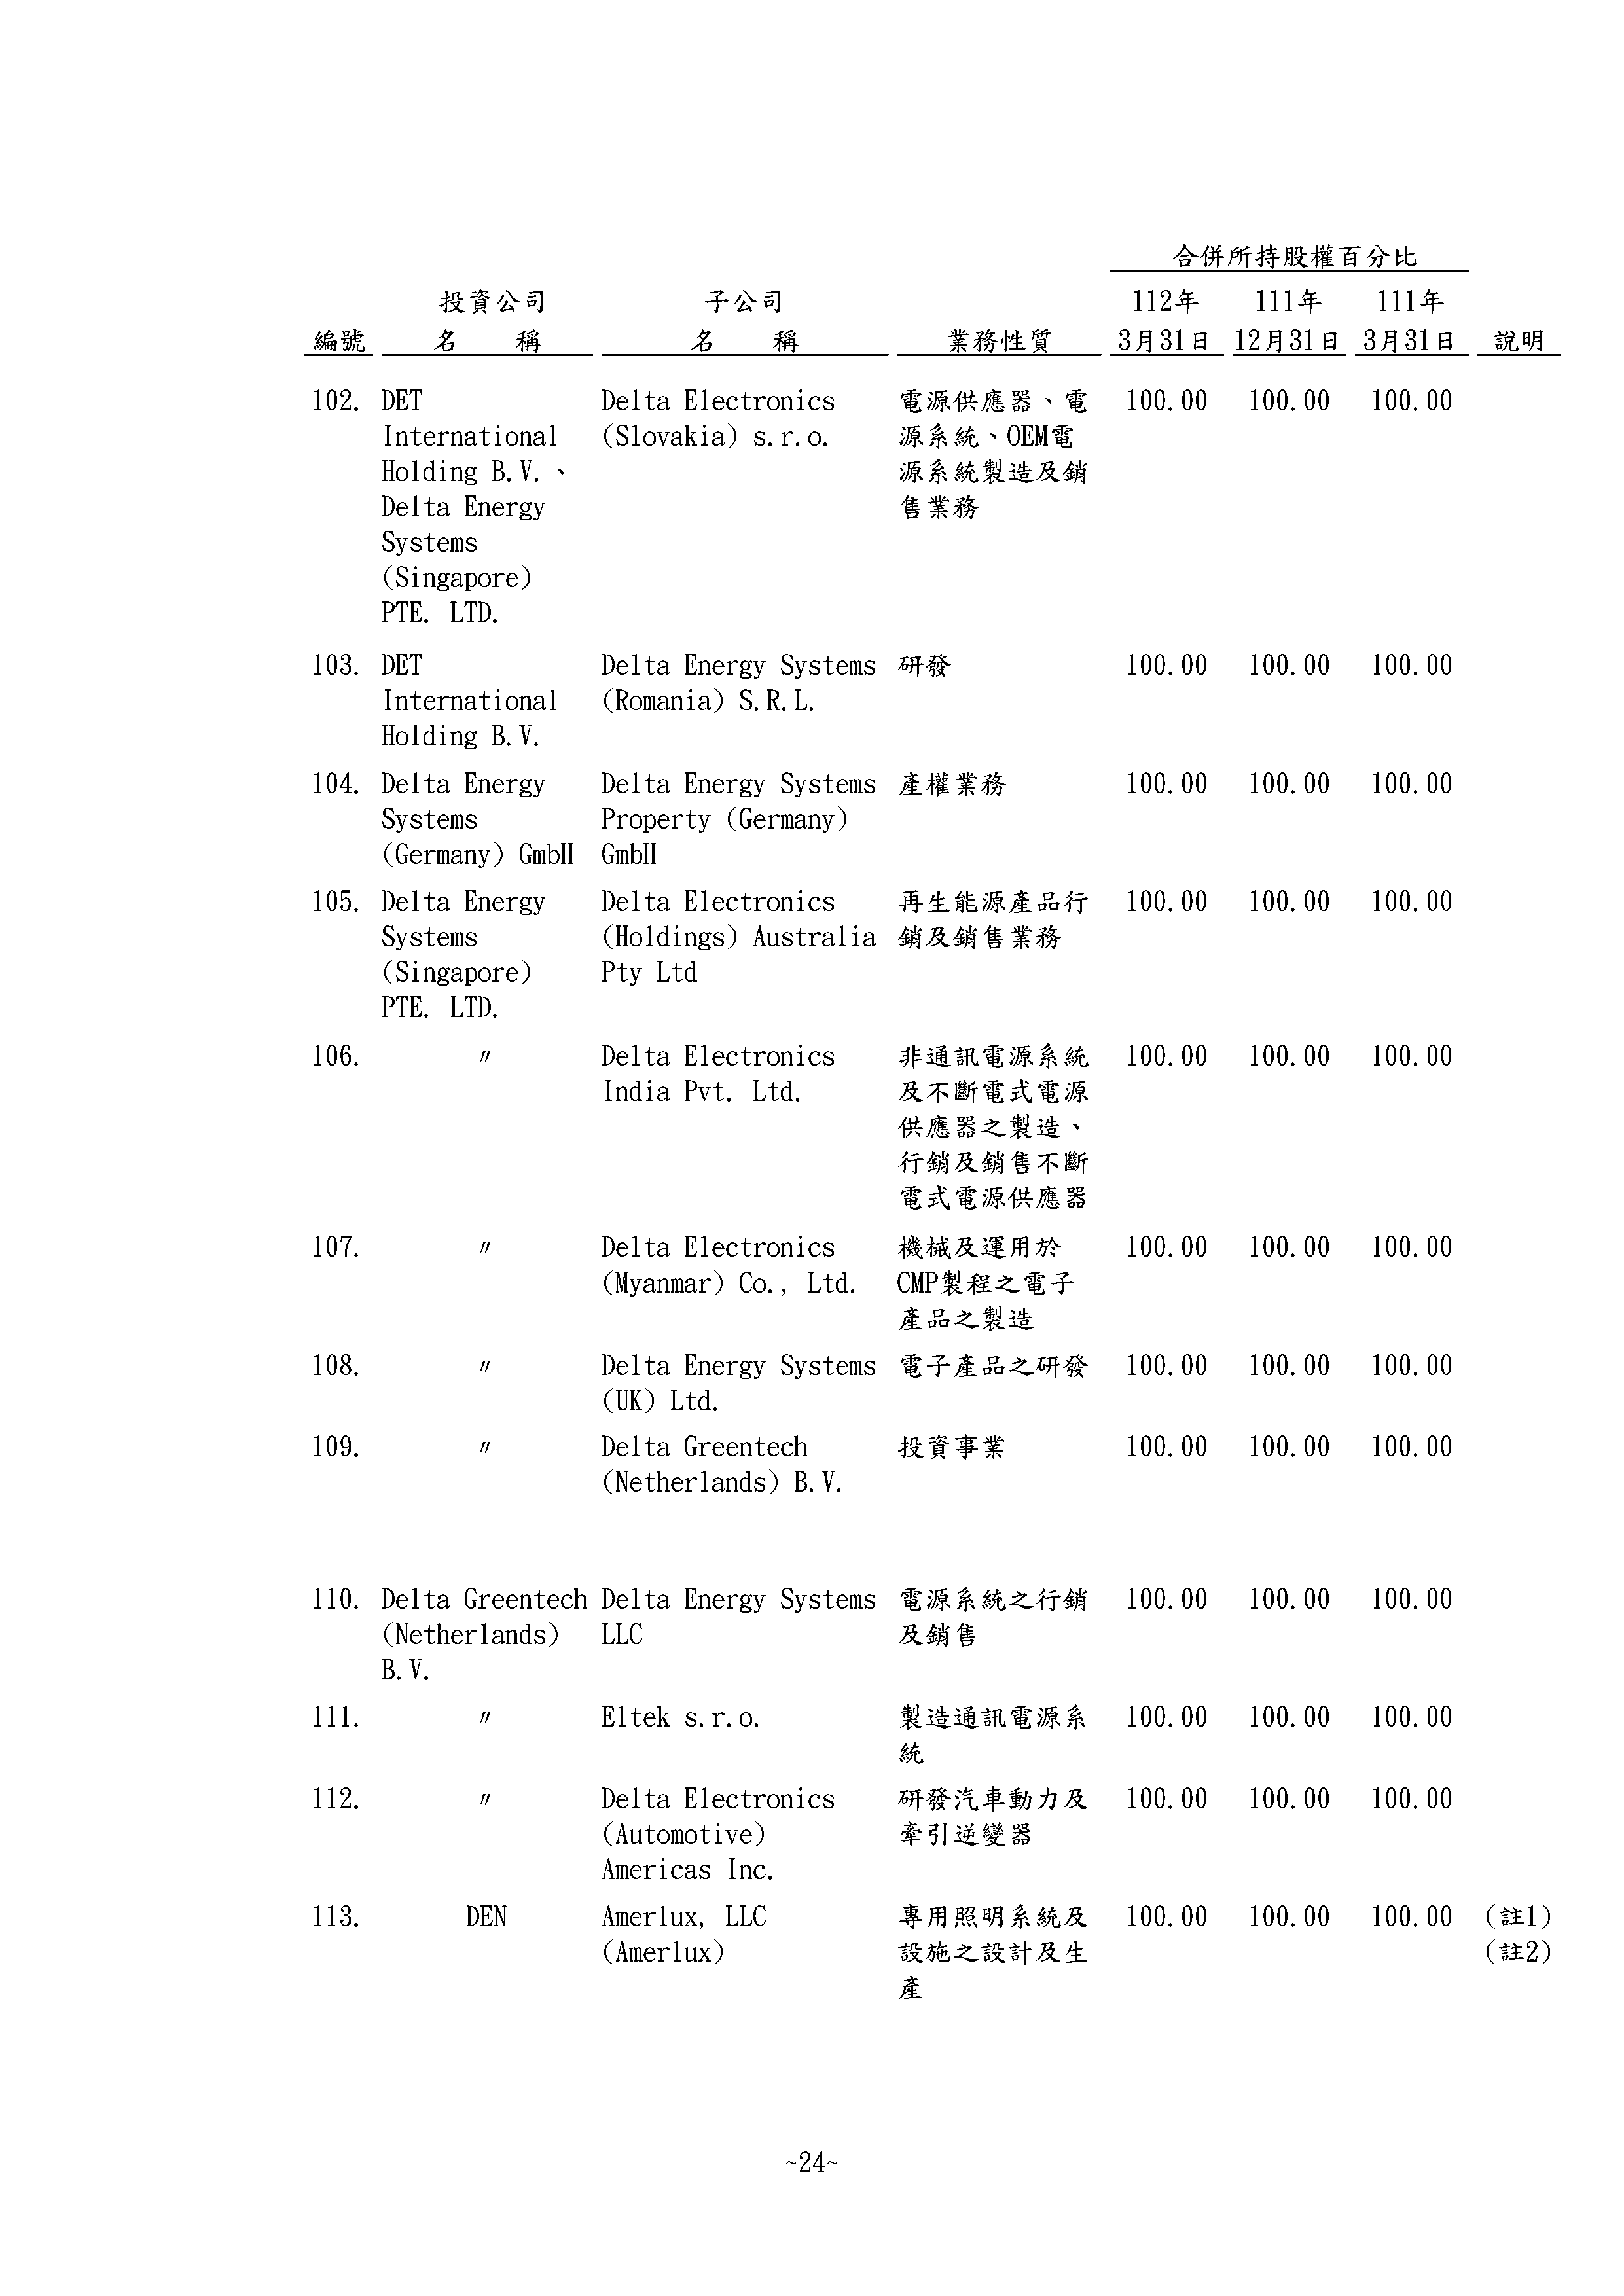 合併所持股權百分比
投資公司 子公司 112年 111年 111年
編號 名 稱 名 稱 業務性質 3月31日 12月31日 3月31日 說明
102. DET Delta Electronics 電源供應器、電 100.00 100.00 100.00
International (Slovakia) s.r.o. 源系統、OEM電
Holding B.V.、 源系統製造及銷
Delta Energy 售業務
Systems
(Singapore)
PTE. LTD.
103. DET Delta Energy Systems 研發 100.00 100.00 100.00
International (Romania) S.R.L.
Holding B.V.
104. Delta Energy Delta Energy Systems 產權業務 100.00 100.00 100.00
Systems Property (Germany)
(Germany) GmbH GmbH
105. Delta Energy Delta Electronics 再生能源產品行 100.00 100.00 100.00
Systems (Holdings) Australia 銷及銷售業務
(Singapore) Pty Ltd
PTE. LTD.
106. 〃 Delta Electronics 非通訊電源系統 100.00 100.00 100.00
India Pvt. Ltd. 及不斷電式電源
供應器之製造、
行銷及銷售不斷
電式電源供應器
107. 〃 Delta Electronics 機械及運用於 100.00 100.00 100.00
(Myanmar) Co., Ltd. CMP製程之電子
產品之製造
108. 〃 Delta Energy Systems 電子產品之研發 100.00 100.00 100.00
(UK) Ltd.
109. 〃 Delta Greentech 投資事業 100.00 100.00 100.00
(Netherlands) B.V.
110. Delta Greentech Delta Energy Systems 電源系統之行銷 100.00 100.00 100.00
(Netherlands) LLC 及銷售
B.V.
111. 〃 Eltek s.r.o. 製造通訊電源系 100.00 100.00 100.00
統
112. 〃 Delta Electronics 研發汽車動力及 100.00 100.00 100.00
(Automotive) 牽引逆變器
Americas Inc.
113. DEN Amerlux, LLC 專用照明系統及 100.00 100.00 100.00 (註1)
(Amerlux) 設施之設計及生 (註2)
產
~24~